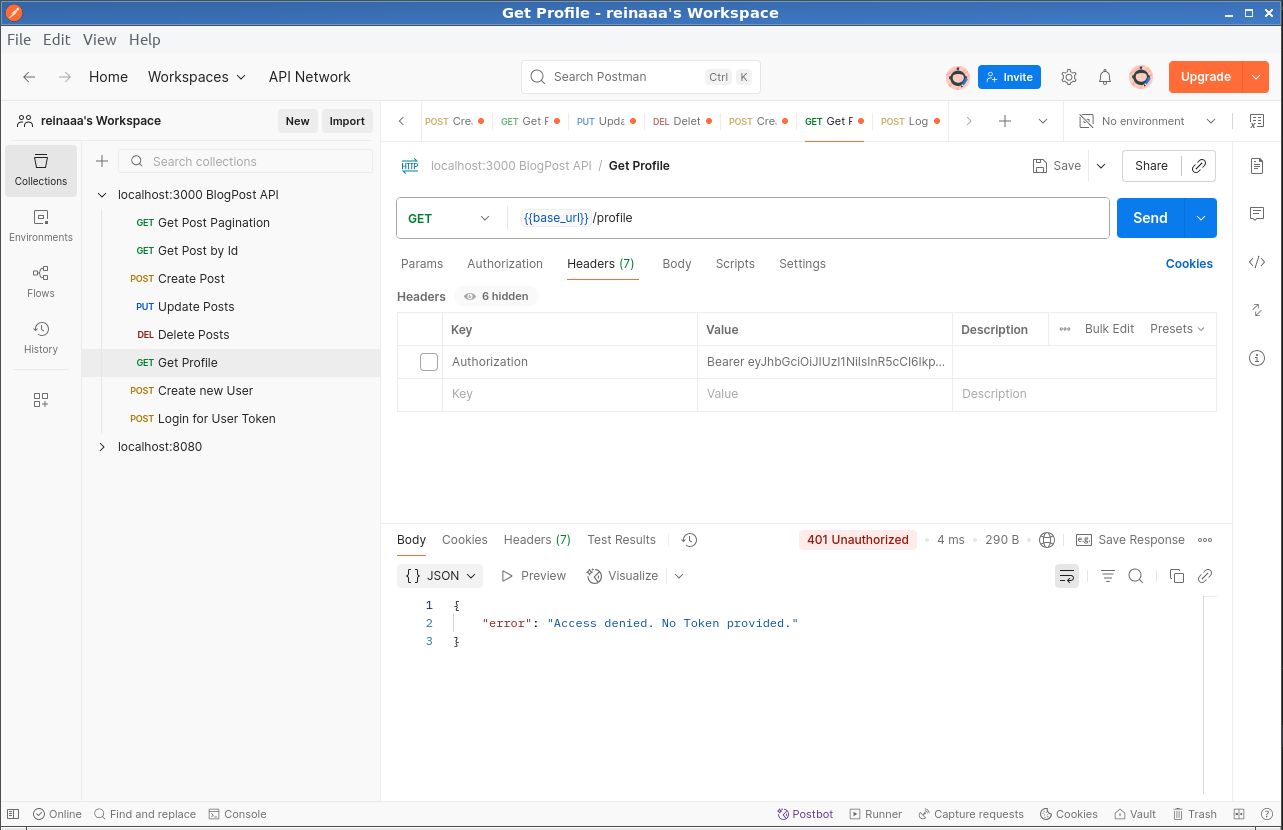 Get Profile - reinaaa's Workspace
File Edit View Help
Home Workspaces API Network Search Postman Ctrl K Invite Upgrade
reinaaa's Workspace New Import
POST Cre GET Get F PUT Upda DEL Delet POST Cre GET Get F POST Log No environment
Collections
Environments
Flows
History
Search collections
localhost:3000 BlogPost API
GET Get Post Pagination
GET Get Post by Id
POST Create Post
PUT Update Posts
DEL Delete Posts
GET Get Profile
POST Create new User
POST Login for User Token
localhost:8080
HTTP localhost:3000 BlogPost API / Get Profile Save Share
GET {{base_url}} /profile Send
Params Authorization Headers (7) Body Scripts Settings Cookies
Headers 6 hidden
Key Value Description ••• Bulk Edit Presets
Authorization Bearer
Key Value Description
Body Cookies Headers (7) Test Results 401 Unauthorized • 4 ms • 290 B e.g. Save Response •••
{ } JSON Preview Visualize
1 {
2 "error": "Access denied. No Token provided."
3 }
Online Find and replace Console Postbot Runner Capture requests Cookies Vault Trash